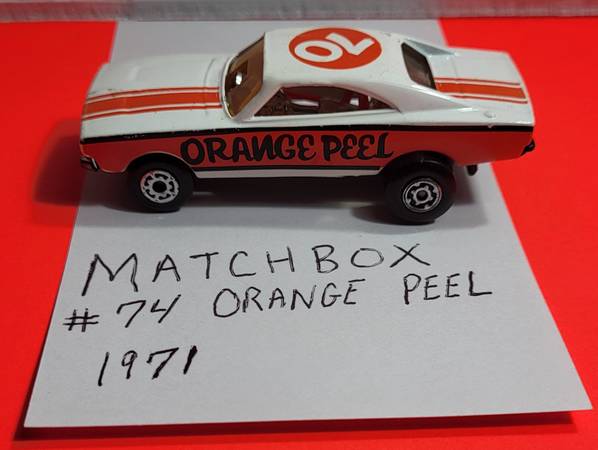 70
ORANGE PEEL
MATCHBOX
# 74 ORANGE PEEL
1971